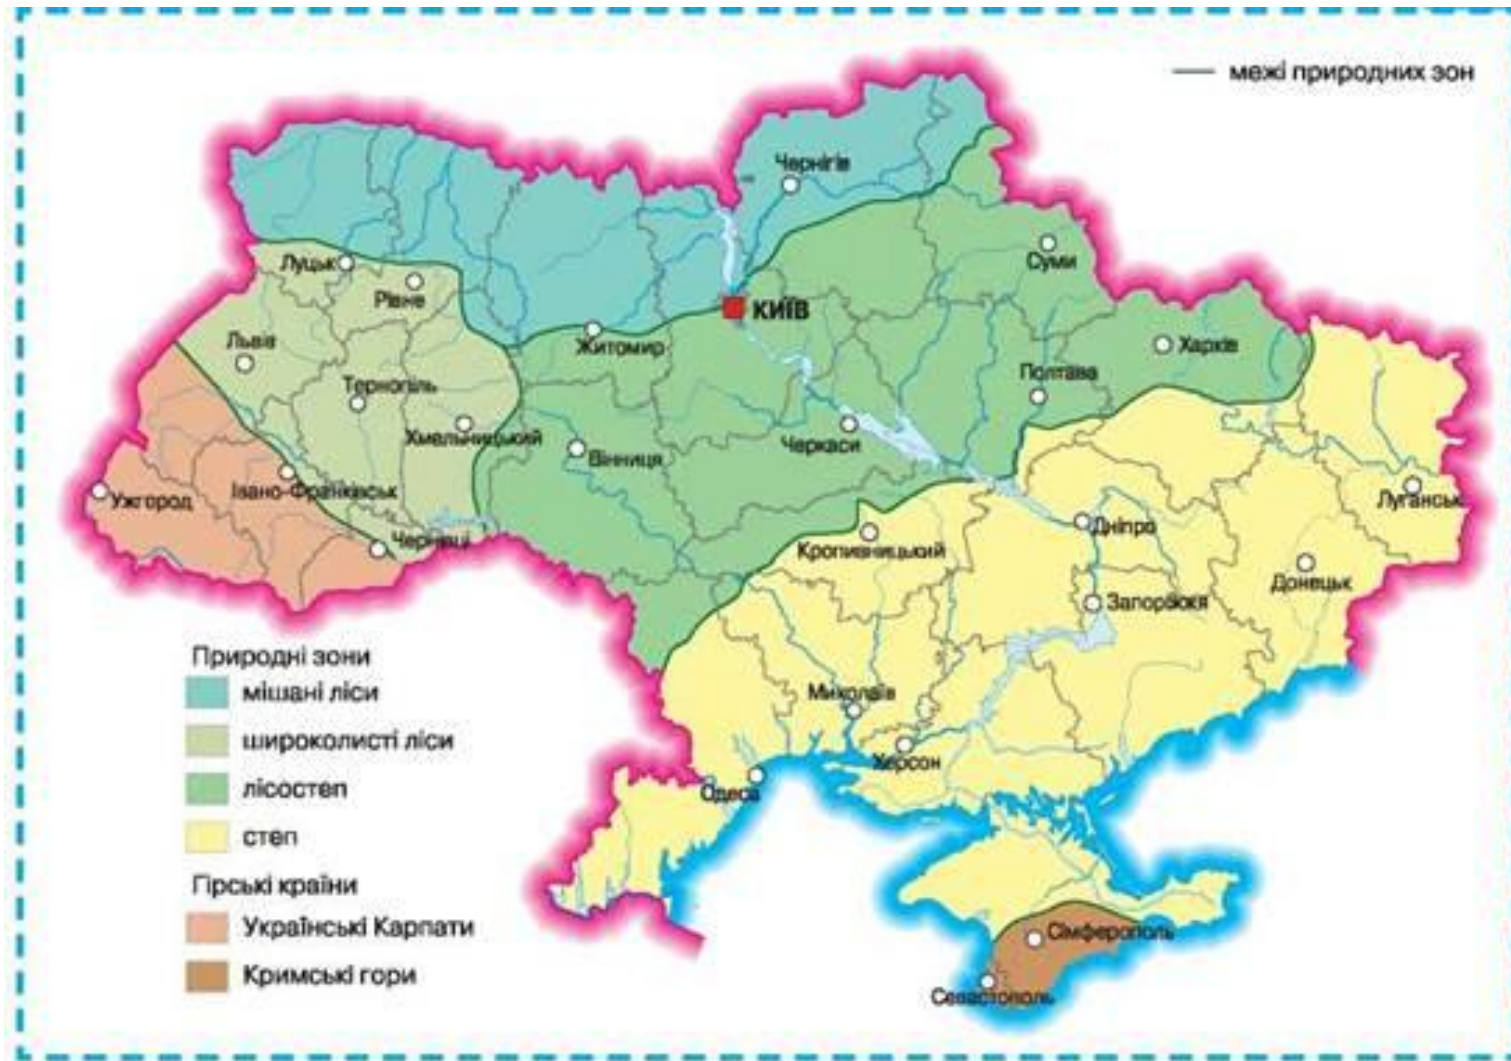 межі природних зон
Чернігів
Суми
Луцьк
Рівне
КИЇВ
Житомир
Львів
Харків
Тернопіль
Полтава
Хмельницький
Черкаси
Вінниця
Ужгород
Івано-Франківськ
Луганськ
Чернівці
Дніпро
Кропивницький
Донецьк
Запоріжжя
Природні зони
мішані ліси
Миколаїв
широколисті ліси
Херсон
лісостеп
Одеса
степ
Гірські країни
Українські Карпати
Сімферополь
Кримські гори
Севастополь